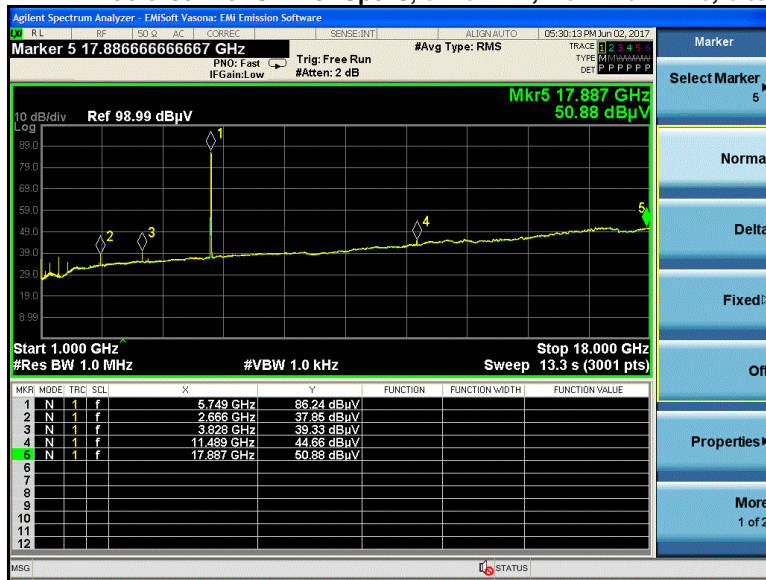 Agilent Spectrum Analyzer - EMiSoft Vasona: EMi Emission Software
LXI RL RF 50 Ω AC CORREC SENSE:INT ALIGN AUTO 05:30:13 PM Jun 02, 2017
Marker 5 17.886666666667 GHz
PNO: Fast
IFGain:Low
Trig: Free Run
#Atten: 2 dB
#Avg Type: RMS
TRACE 1 2 3 4 5 6
TYPE M M W W W W
DET P P P P P P
Mkr5 17.887 GHz
50.88 dBµV
10 dB/div Ref 98.99 dBµV
Log
89.0
79.0
69.0
59.0
49.0
39.0
29.0
19.0
8.99
1
2
3
4
5
Start 1.000 GHz Stop 18.000 GHz
#Res BW 1.0 MHz #VBW 1.0 kHz Sweep 13.3 s (3001 pts)
MKR MODE TRC SCL X Y FUNCTION FUNCTION WIDTH FUNCTION VALUE
1 N 1 f 5.749 GHz 86.24 dBµV
2 N 1 f 2.666 GHz 37.85 dBµV
3 N 1 f 3.828 GHz 39.33 dBµV
4 N 1 f 11.489 GHz 44.66 dBµV
5 N 1 f 17.887 GHz 50.88 dBµV
6
7
8
9
10
11
12
MSG STATUS
Marker
Select Marker
5
Norma
Delta
Fixed
Off
Properties
More
1 of 2